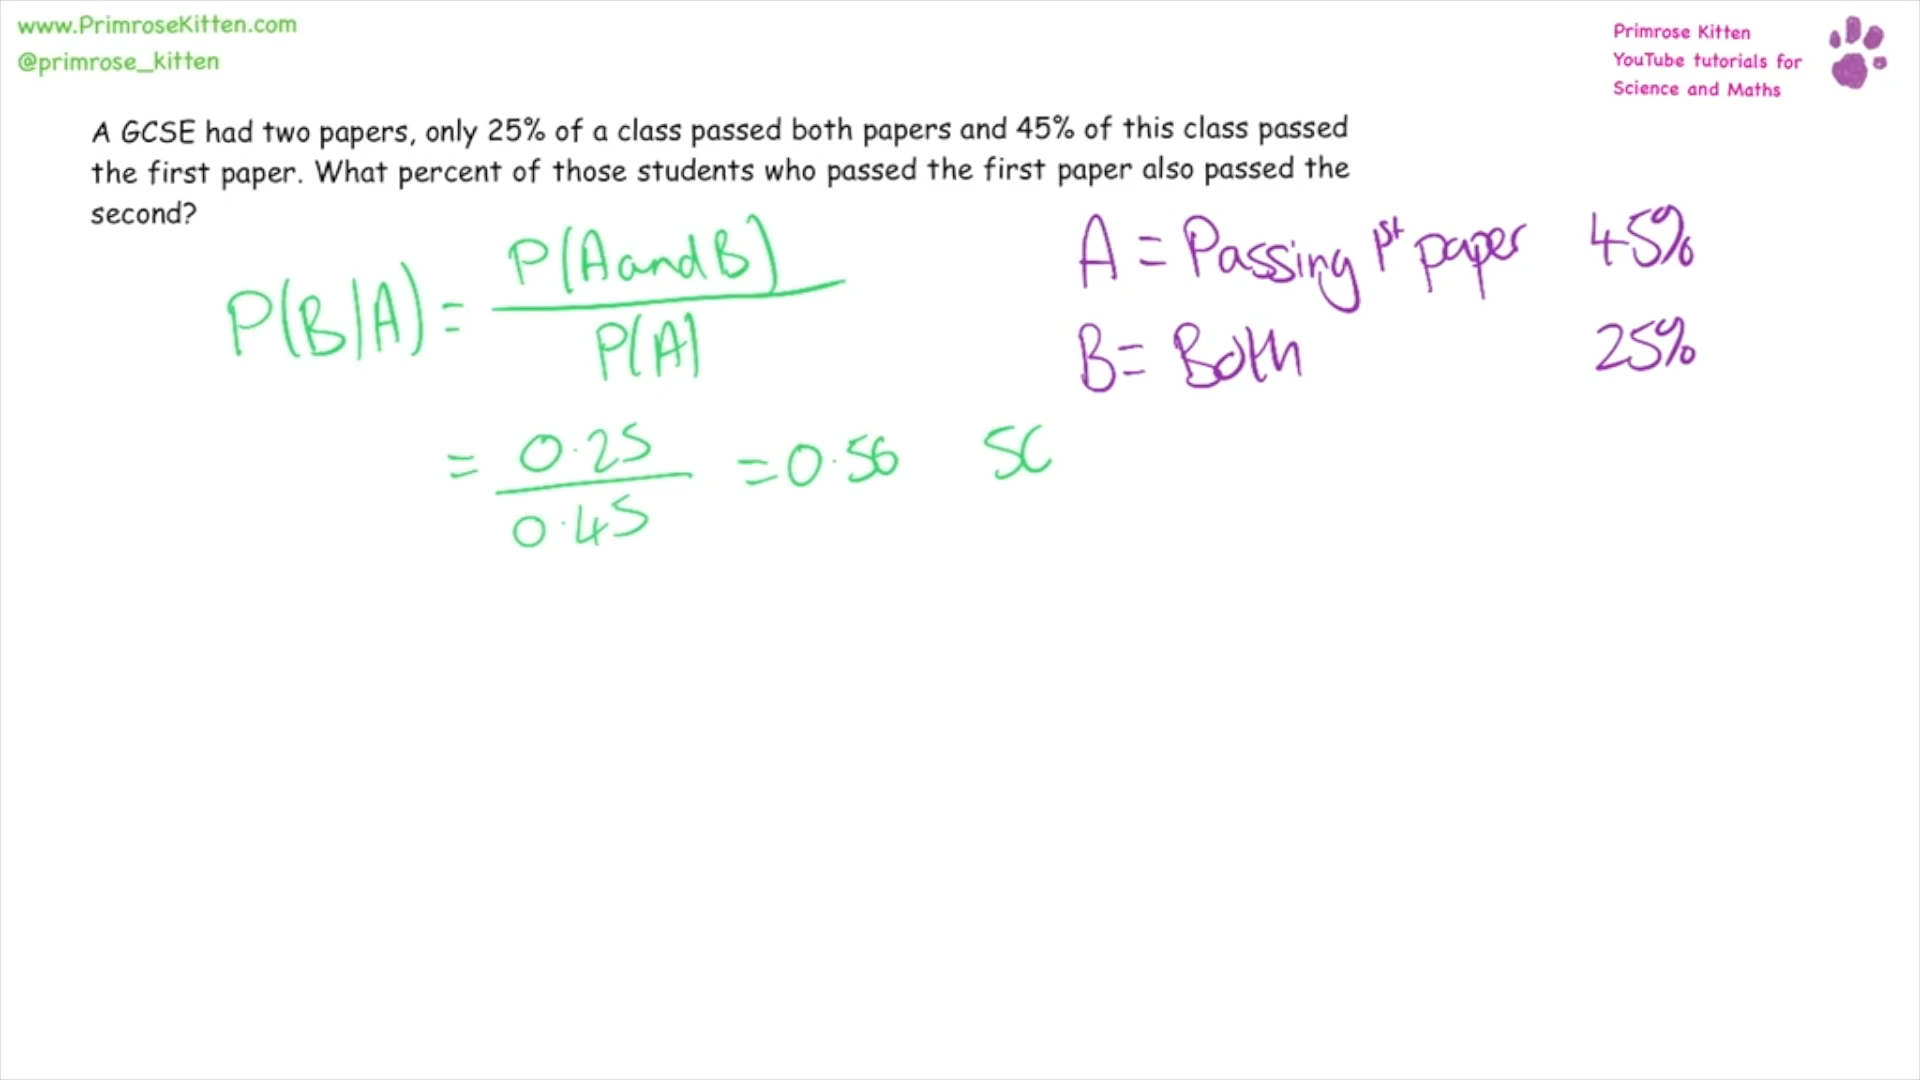 www.PrimroseKitten.com
@primrose_kitten
Primrose Kitten
YouTube tutorials for
Science and Maths
A GCSE had two papers, only 25% of a class passed both papers and 45% of this class passed
the first paper. What percent of those students who passed the first paper also passed the
second?
P(B|A) = P(A and B)
P(A)
= 0.25
0.45
= 0.56 56
A = Passing 1st paper 45%
B = Both 25%